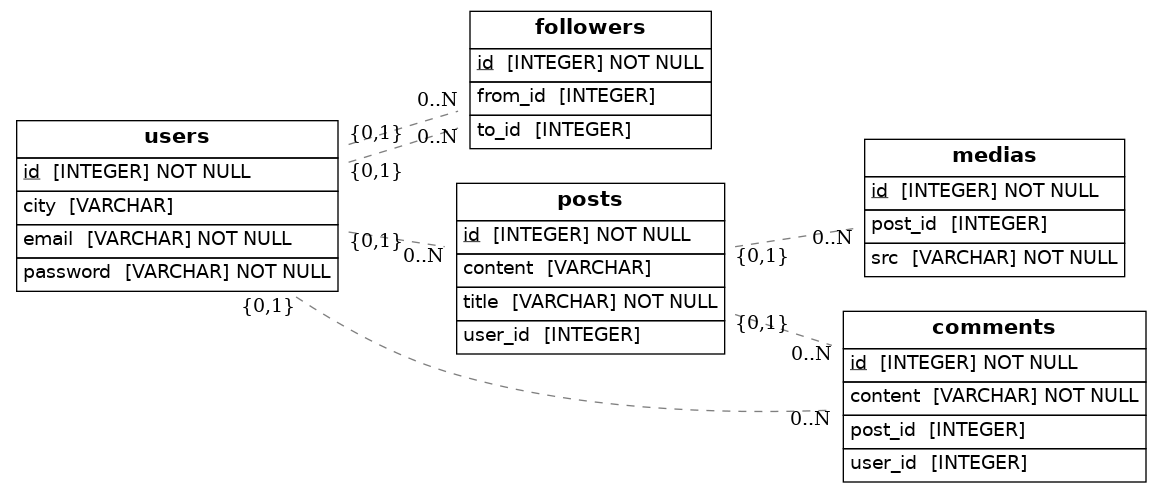 followers
id [INTEGER] NOT NULL
from_id [INTEGER]
to_id [INTEGER]
users
id [INTEGER] NOT NULL
city [VARCHAR]
email [VARCHAR] NOT NULL
password [VARCHAR] NOT NULL
0..N
{0,1}
0..N
{0,1}
{0,1}
0..N
{0,1}
posts
id [INTEGER] NOT NULL
content [VARCHAR]
title [VARCHAR] NOT NULL
user_id [INTEGER]
{0,1}
0..N
{0,1}
0..N
0..N
medias
id [INTEGER] NOT NULL
post_id [INTEGER]
src [VARCHAR] NOT NULL
comments
id [INTEGER] NOT NULL
content [VARCHAR] NOT NULL
post_id [INTEGER]
user_id [INTEGER]